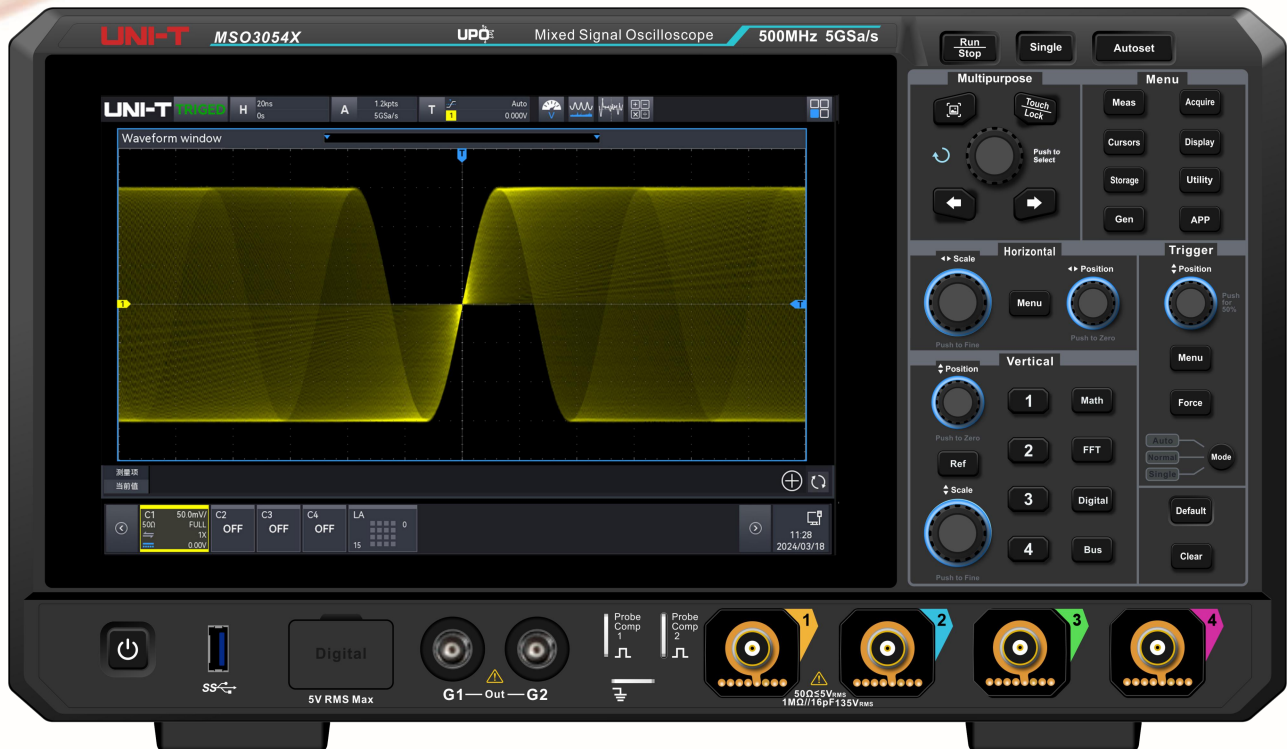 UNI-T MSO3054X UPO Mixed Signal Oscilloscope 500MHz 5GSa/s
Run
Stop
Single
Autoset
UNI-T TRIGED H 20ns
0s
A 1.2kpts
5GSa/s
T 1 Auto
0.000V
V
Waveform window
T
1
T
测量项
当前值
C1 50.0mV/
50Ω FULL
1X
0.00V
C2
OFF
C3
OFF
C4
OFF
LA
0
15
11:28
2024/03/18
Multipurpose
Touch
Lock
Push to
Select
Menu
Meas
Acquire
Cursors
Display
Storage
Utility
Gen
APP
Horizontal
Scale
Menu
Position
Push to Fine
Push to Zero
Trigger
Position
Push
for
50%
Menu
Force
Auto
Normal
Single
Mode
Default
Clear
Vertical
Position
Push to Zero
Ref
Scale
Push to Fine
1
Math
2
FFT
3
Digital
4
Bus
SS
Digital
5V RMS Max
G1 Out G2
Probe
Comp
1
Probe
Comp
2
1
2
3
4
50Ω≤5VRMS
1MΩ//16pF135VRMS